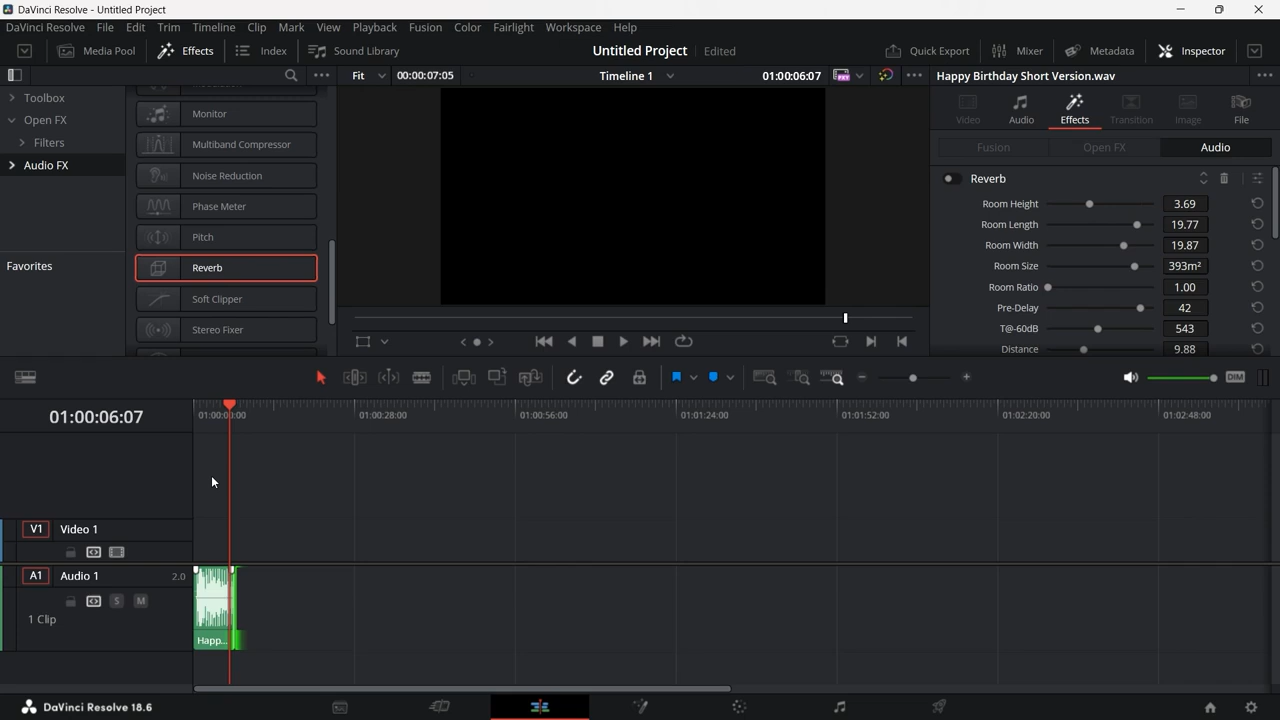 DaVinci Resolve - Untitled Project
DaVinci Resolve File Edit Trim Timeline Clip Mark View Playback Fusion Color Fairlight Workspace Help
Media Pool Effects Index Sound Library Untitled Project Edited Quick Export Mixer Metadata Inspector
Fit 00:00:07:05 Timeline 1 01:00:06:07 Happy Birthday Short Version.wav
Toolbox
Open FX
Filters
Audio FX
Favorites
Monitor
Multiband Compressor
Noise Reduction
Phase Meter
Pitch
Reverb
Soft Clipper
Stereo Fixer
Video Audio Effects Transition Image File
Fusion Open FX Audio
Reverb
Room Height 3.69
Room Length 19.77
Room Width 19.87
Room Size 393m²
Room Ratio 1.00
Pre-Delay 42
T@-60dB 543
Distance 9.88
DIM
01:00:06:07
01:00:00:00 01:00:28:00 01:00:56:00 01:01:24:00 01:01:52:00 01:02:20:00 01:02:48:00
V1 Video 1
A1 Audio 1 2.0
S M
1 Clip
Happ...
DaVinci Resolve 18.6